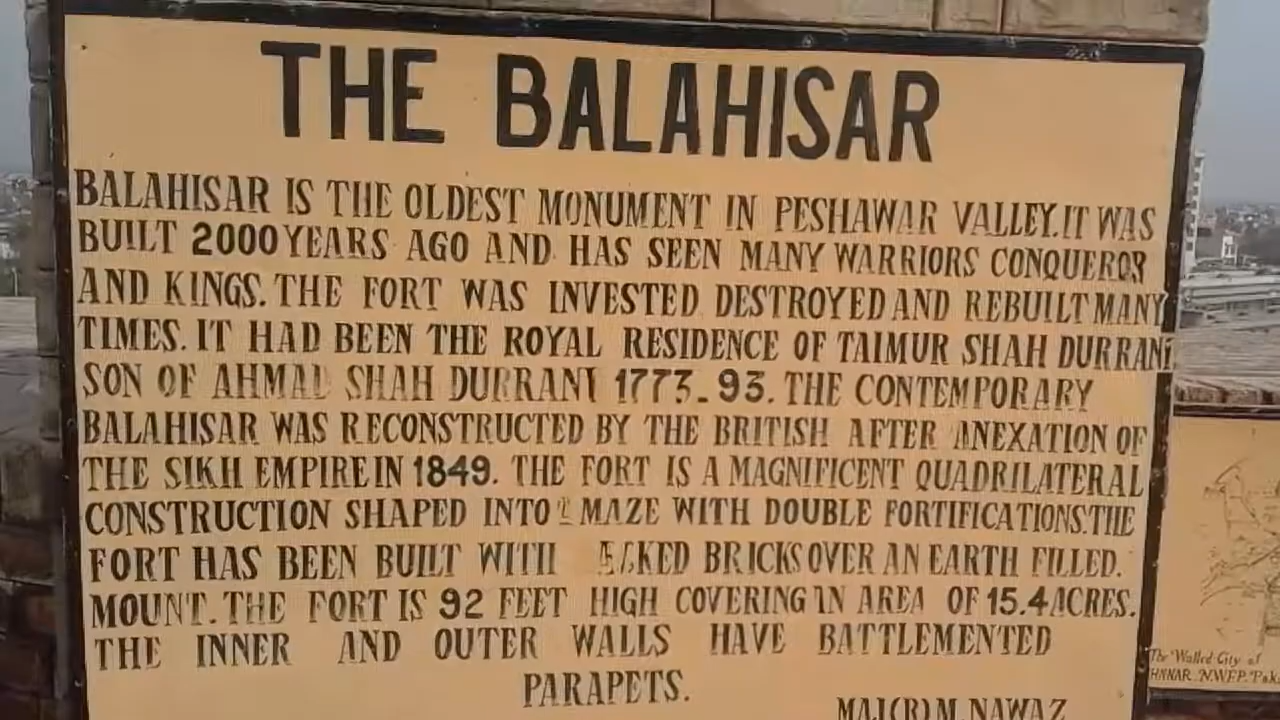 THE BALAHISAR
BALAHISAR IS THE OLDEST MONUMENT IN PESHAWAR VALLEY. IT WAS
BUILT 2000 YEARS AGO AND HAS SEEN MANY WARRIORS CONQUEROR
AND KINGS. THE FORT WAS INVESTED DESTROYED AND REBUILT MANY
TIMES. IT HAD BEEN THE ROYAL RESIDENCE OF TAIMUR SHAH DURRANI
SON OF AHMAD SHAH DURRANI 1773_93. THE CONTEMPORARY
BALAHISAR WAS RECONSTRUCTED BY THE BRITISH AFTER ANEXATION OF
THE SIKH EMPIRE IN 1849. THE FORT IS A MAGNIFICENT QUADRILATERAL
CONSTRUCTION SHAPED INTO MAZE WITH DOUBLE FORTIFICATIONS. THE
FORT HAS BEEN BUILT WITH BRICKS OVER AN EARTH FILLED.
MOUNT. THE FORT IS 92 FEET HIGH COVERING IN AREA OF 15.4 ACRES.
THE INNER AND OUTER WALLS HAVE BATTLEMENTED
PARAPETS.
MAJ(R) M. NAWAZ
The Walled City of
N.W.F.P.